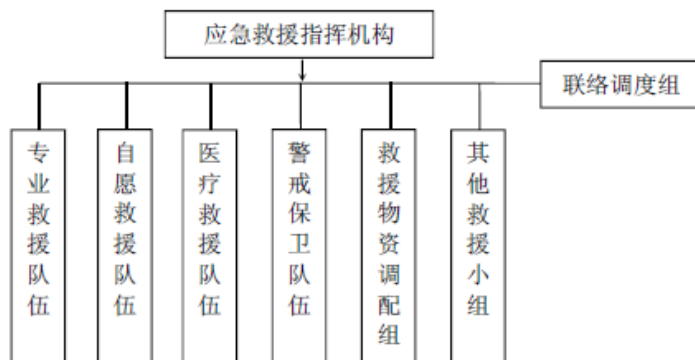 应急救援指挥机构
联络调度组
专业救援队伍
自愿救援队伍
医疗救援队伍
警戒保卫队伍
救援物资调配组
其他救援小组